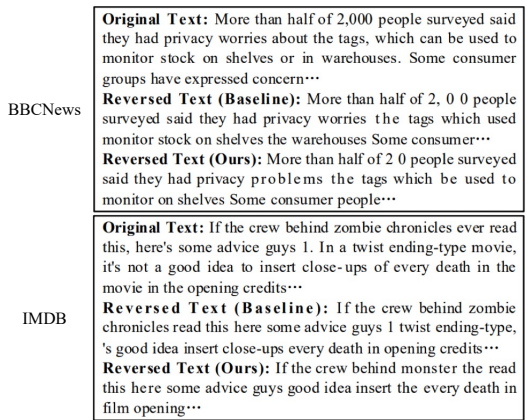 BBCNews
Original Text: More than half of 2,000 people surveyed said
they had privacy worries about the tags, which can be used to
monitor stock on shelves or in warehouses. Some consumer
groups have expressed concern···
Reversed Text (Baseline): More than half of 2, 0 0 people
surveyed said they had privacy worries the tags which used
monitor stock on shelves the warehouses Some consumer···
Reversed Text (Ours): More than half of 2 0 people surveyed
said they had privacy problems the tags which be used to
monitor on shelves Some consumer people···
IMDB
Original Text: If the crew behind zombie chronicles ever read
this, here's some advice guys 1. In a twist ending-type movie,
it's not a good idea to insert close-ups of every death in the
movie in the opening credits···
Reversed Text (Baseline): If the crew behind zombie
chronicles read this here some advice guys 1 twist ending-type,
's good idea insert close-ups every death in opening credits···
Reversed Text (Ours): If the crew behind monster the read
this here some advice guys good idea insert the every death in
film opening···